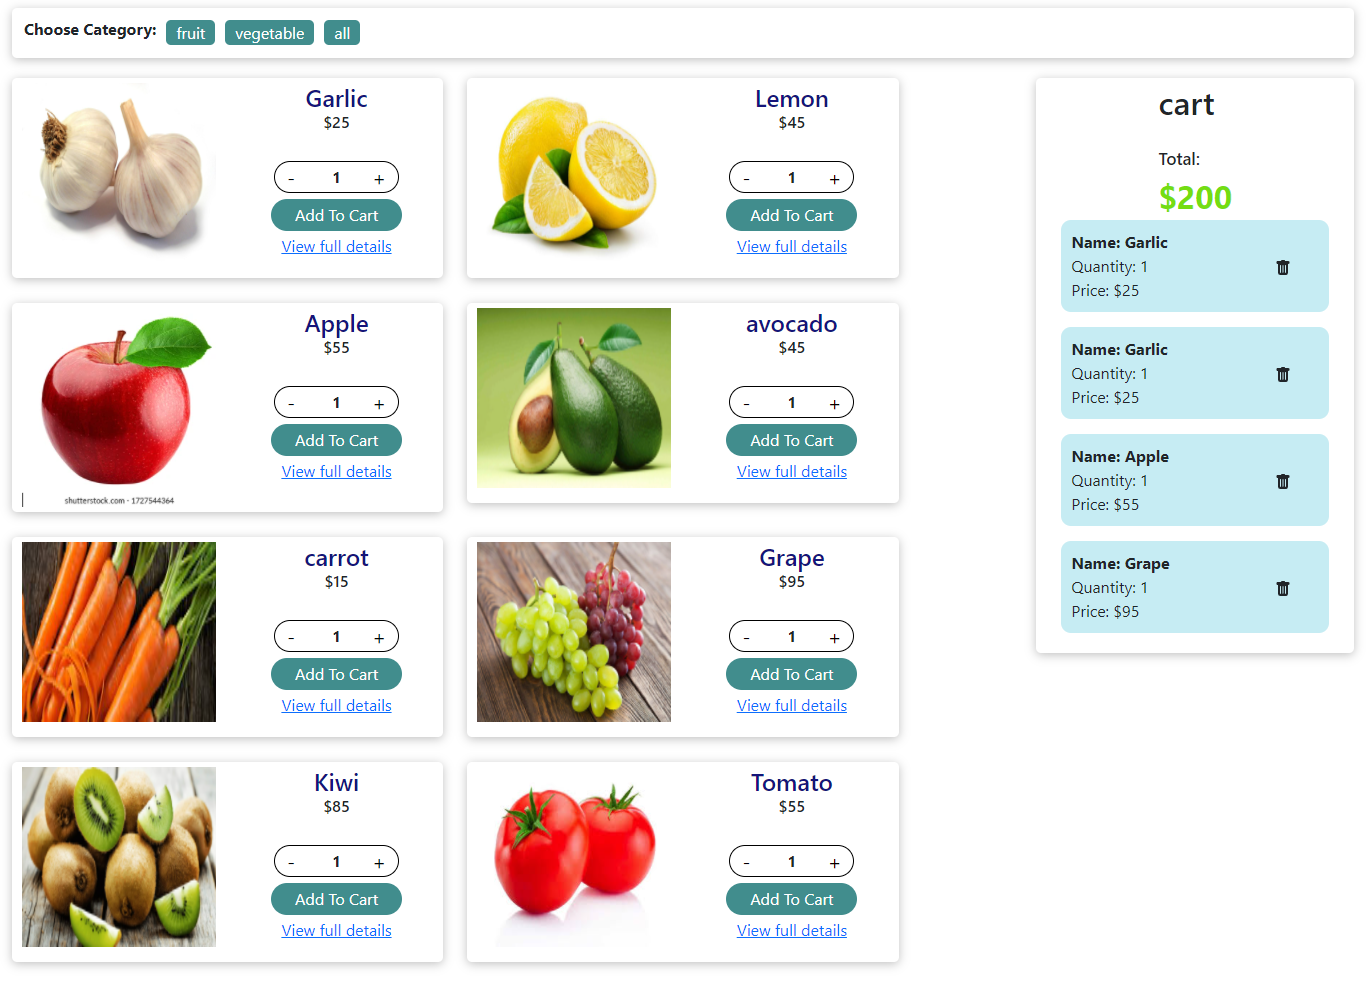 Choose Category: fruit vegetable all
Garlic
$25
- 1 +
Add To Cart
View full details
Lemon
$45
- 1 +
Add To Cart
View full details
Apple
$55
- 1 +
Add To Cart
View full details
shutterstock.com · 1727544364
avocado
$45
- 1 +
Add To Cart
View full details
carrot
$15
- 1 +
Add To Cart
View full details
Grape
$95
- 1 +
Add To Cart
View full details
Kiwi
$85
- 1 +
Add To Cart
View full details
Tomato
$55
- 1 +
Add To Cart
View full details
cart
Total:
$200
Name: Garlic
Quantity: 1
Price: $25
Name: Garlic
Quantity: 1
Price: $25
Name: Apple
Quantity: 1
Price: $55
Name: Grape
Quantity: 1
Price: $95